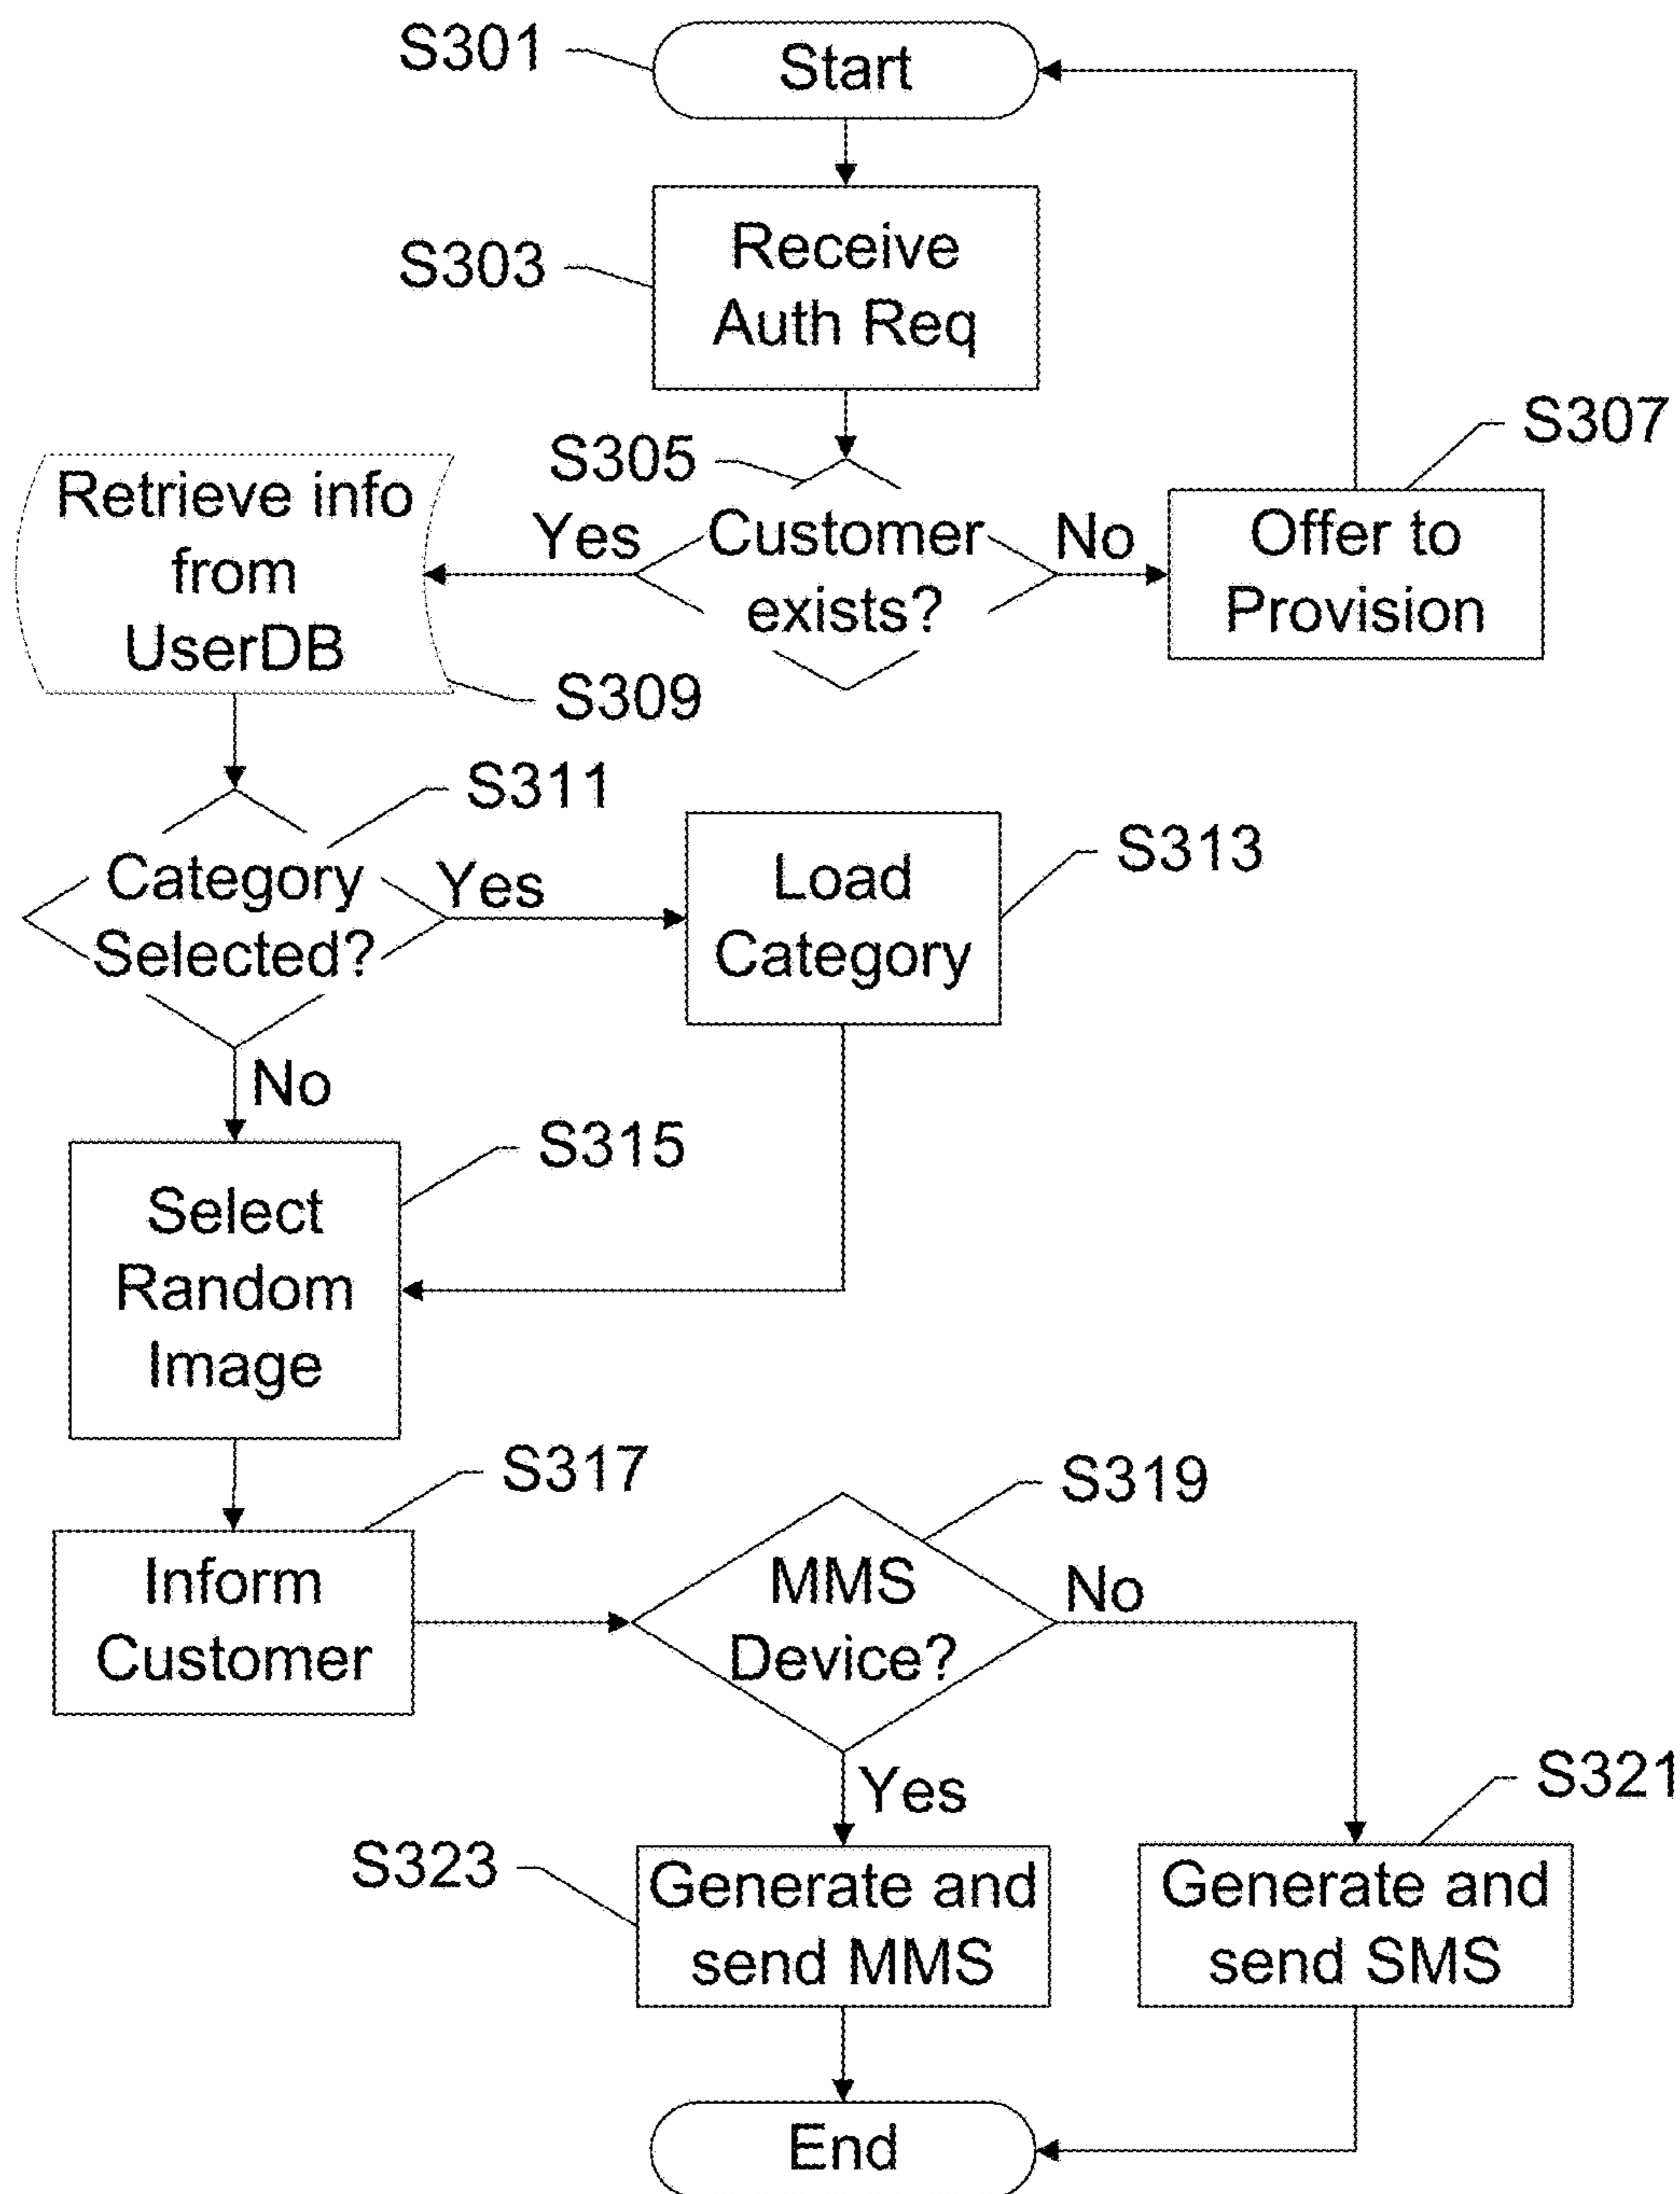 S301
Start
S303
Receive
Auth Req
S305
Customer
exists?
Yes
No
S307
Offer to
Provision
Retrieve info
from
UserDB
S309
S311
Category
Selected?
Yes
No
S313
Load
Category
S315
Select
Random
Image
S317
Inform
Customer
S319
MMS
Device?
No
Yes
S321
Generate and
send SMS
S323
Generate and
send MMS
End